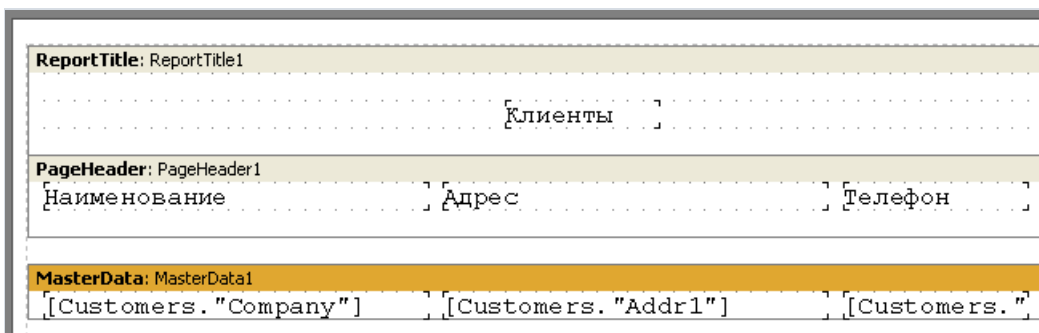 ReportTitle: ReportTitle1
Клиенты
PageHeader: PageHeader1
Наименование Адрес Телефон
MasterData: MasterData1
[Customers."Company"] [Customers."Addr1"] [Customers."